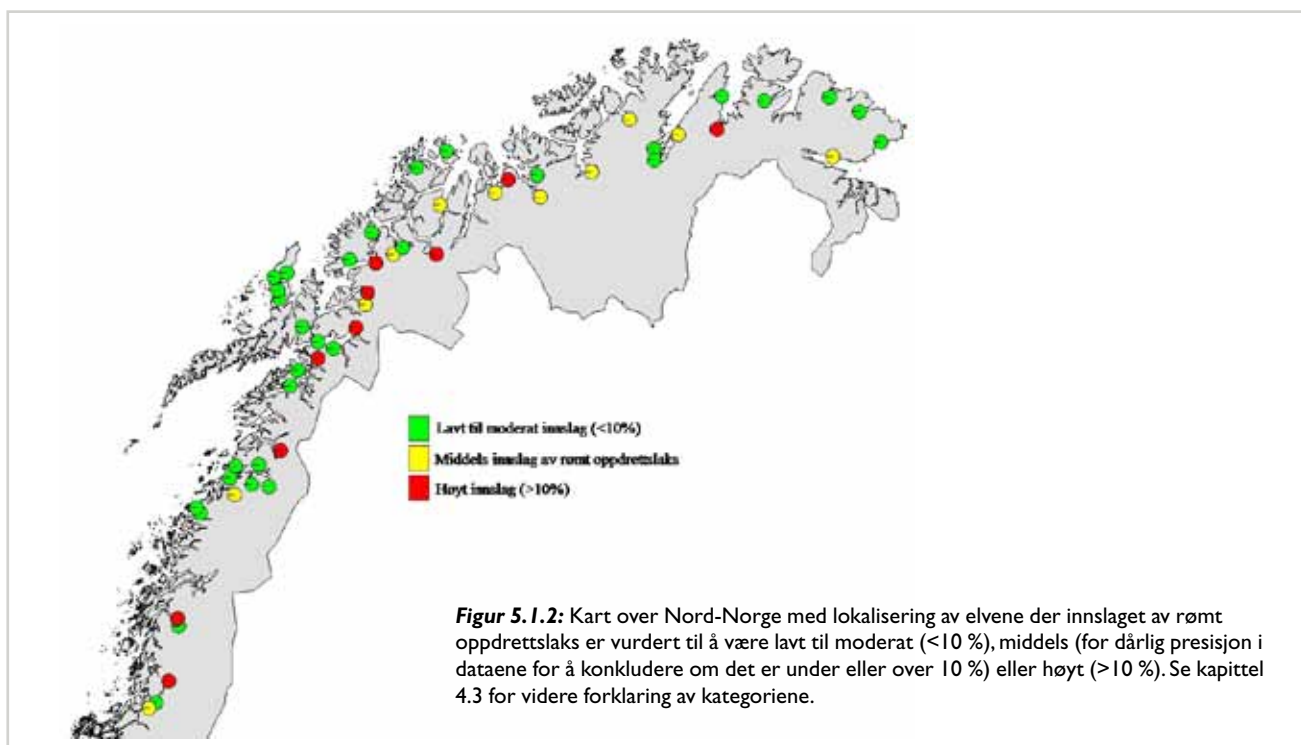 Lavt til moderat innslag (<10%)
Middels innslag av rømt oppdrettslaks
Høyt innslag (>10%)
Figur 5.1.2: Kart over Nord-Norge med lokalisering av elvene der innslaget av rømt
oppdrettslaks er vurdert til å være lavt til moderat (<10 %), middels (for dårlig presisjon i
dataene for å konkludere om det er under eller over 10 %) eller høyt (>10 %). Se kapittel
4.3 for videre forklaring av kategoriene.